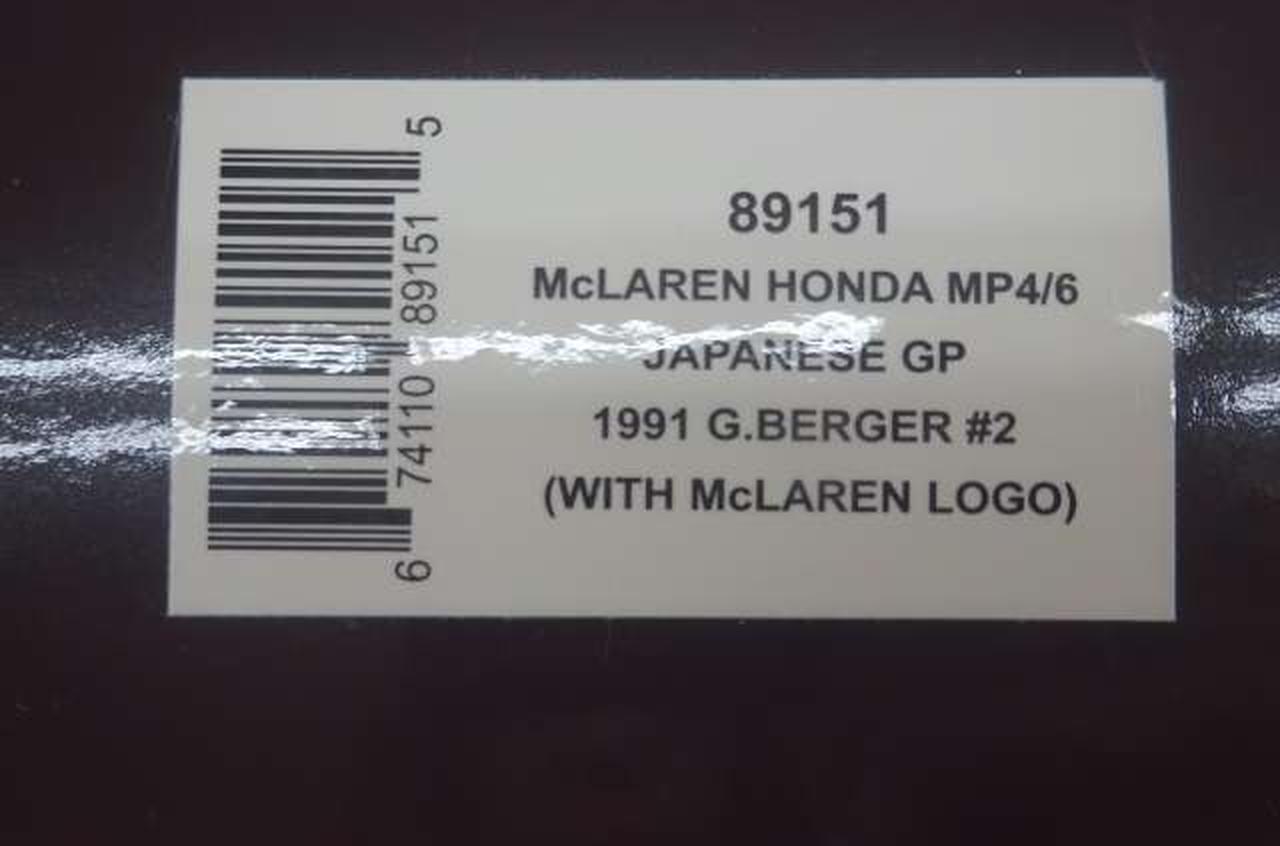 89151
McLAREN HONDA MP4/6
JAPANESE GP
1991 G.BERGER #2
(WITH McLAREN LOGO)
6 74110 89151 5